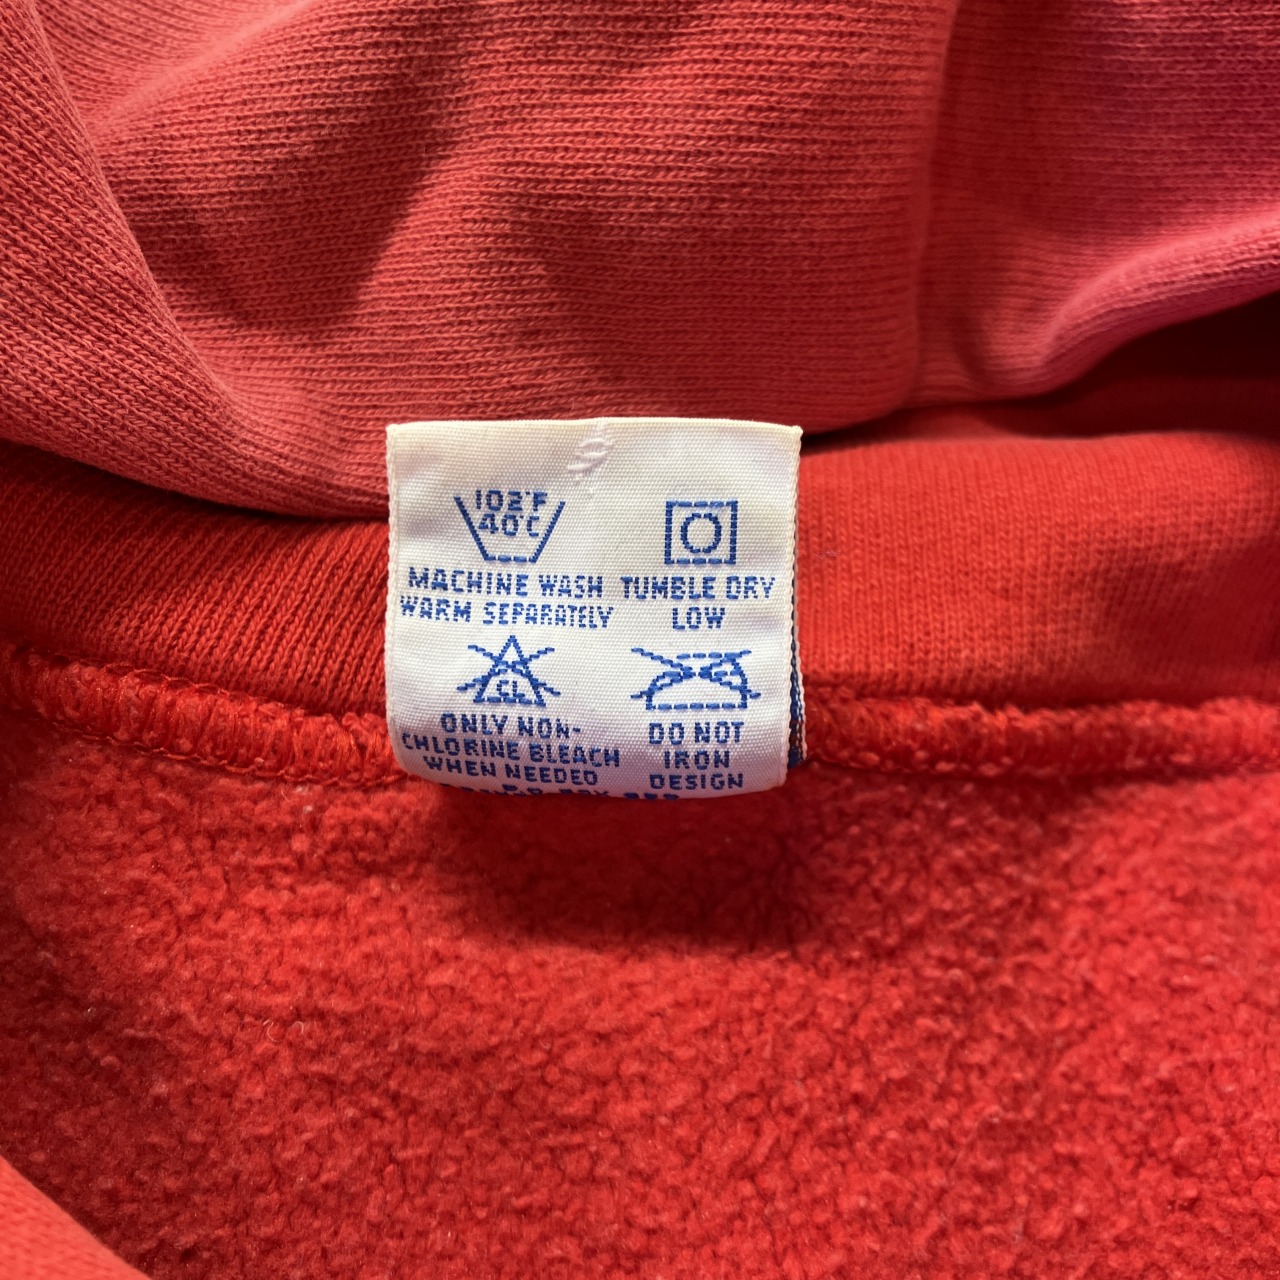 102°F
40°C
MACHINE WASH
WARM SEPARATELY
TUMBLE DRY
LOW
CL
ONLY NON-
CHLORINE BLEACH
WHEN NEEDED
DO NOT
IRON
DESIGN